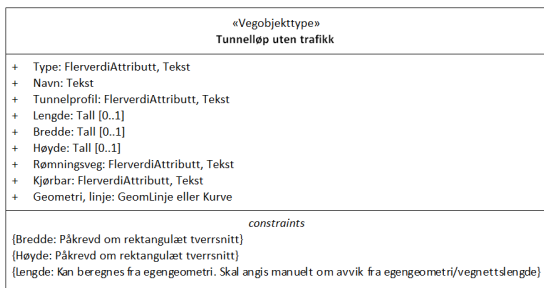 «Vegobjekttype»
Tunnelløp uten trafikk
+ Type: FlerverdiAttributt, Tekst
+ Navn: Tekst
+ Tunnelprofil: FlerverdiAttributt, Tekst
+ Lengde: Tall [0..1]
+ Bredde: Tall [0..1]
+ Høyde: Tall [0..1]
+ Rømningsveg: FlerverdiAttributt, Tekst
+ Kjørbar: FlerverdiAttributt, Tekst
+ Geometri, linje: GeomLinje eller Kurve
constraints
{Bredde: Påkrevd om rektangulæt tverrsnitt}
{Høyde: Påkrevd om rektangulæt tverrsnitt}
{Lengde: Kan beregnes fra egengeometri. Skal angis manuelt om avvik fra egengeometri/vegnettslengde}